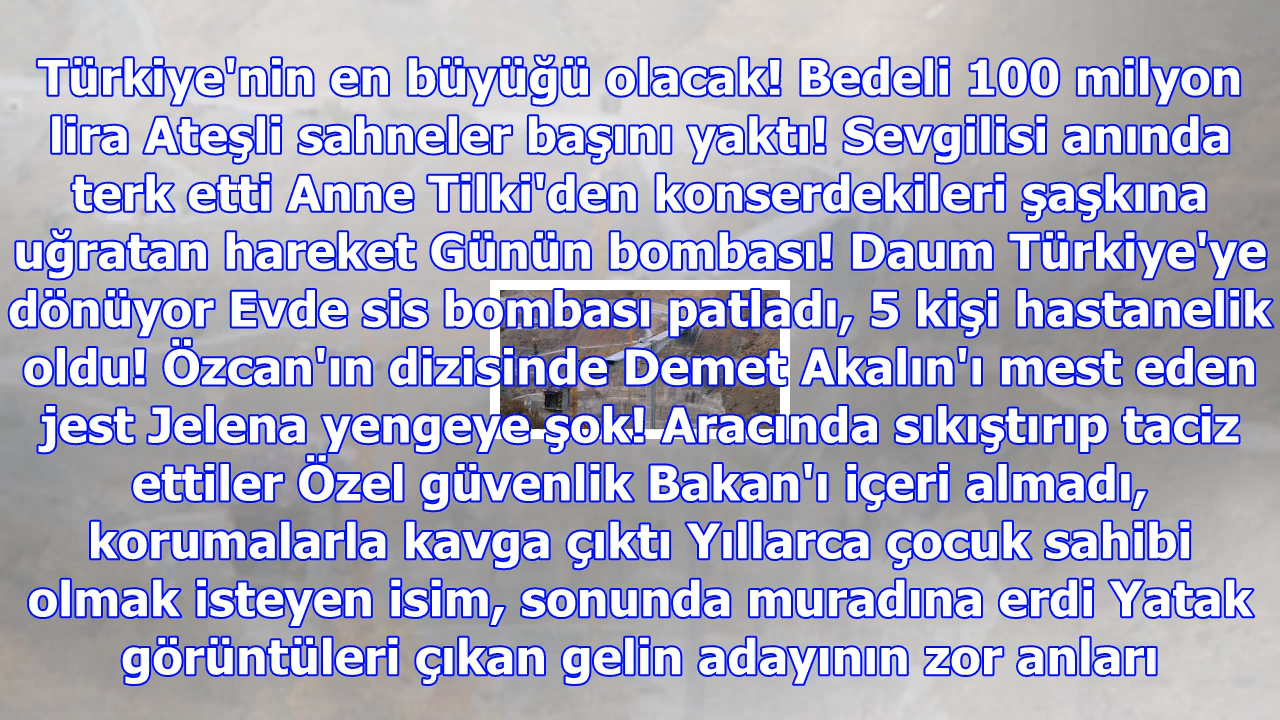 Türkiye'nin en büyüğü olacak! Bedeli 100 milyon
lira Ateşli sahneler başını yaktı! Sevgilisi anında
terk etti Anne Tilki'den konserdekileri şaşkına
uğratan hareket Günün bombası! Daum Türkiye'ye
dönüyor Evde sis bombası patladı, 5 kişi hastanelik
oldu! Özcan'ın dizisinde Demet Akalın'ı mest eden
jest Jelena yengeye şok! Aracında sıkıştırıp taciz
ettiler Özel güvenlik Bakan'ı içeri almadı,
korumalarla kavga çıktı Yıllarca çocuk sahibi
olmak isteyen isim, sonunda muradına erdi Yatak
görüntüleri çıkan gelin adayının zor anları